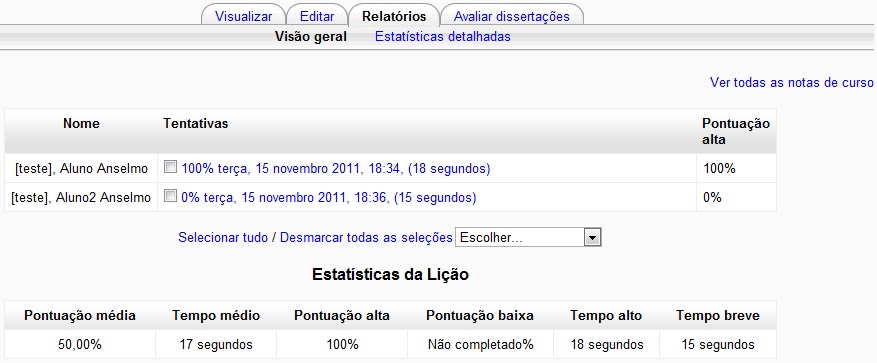 Visualizar Editar Relatórios Avaliar dissertações
Visão geral Estatísticas detalhadas
Ver todas as notas de curso
Nome Tentativas Pontuação alta
[teste], Aluno Anselmo 100% terça, 15 novembro 2011, 18:34, (18 segundos) 100%
[teste], Aluno2 Anselmo 0% terça, 15 novembro 2011, 18:36, (15 segundos) 0%
Selecionar tudo / Desmarcar todas as seleções Escolher...
Estatísticas da Lição
Pontuação média Tempo médio Pontuação alta Pontuação baixa Tempo alto Tempo breve
50,00% 17 segundos 100% Não completado% 18 segundos 15 segundos